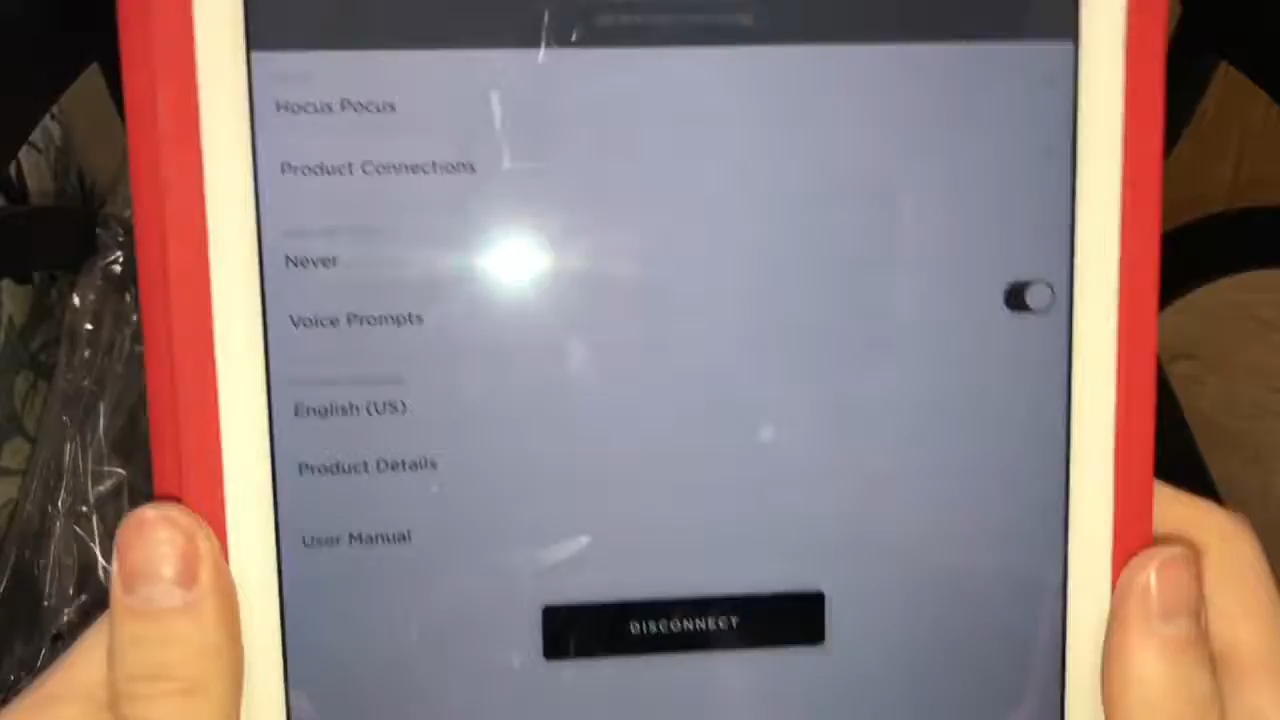 Hocus Pocus
Product Connections
Never
Voice Prompts
English (US)
Product Details
User Manual
DISCONNECT